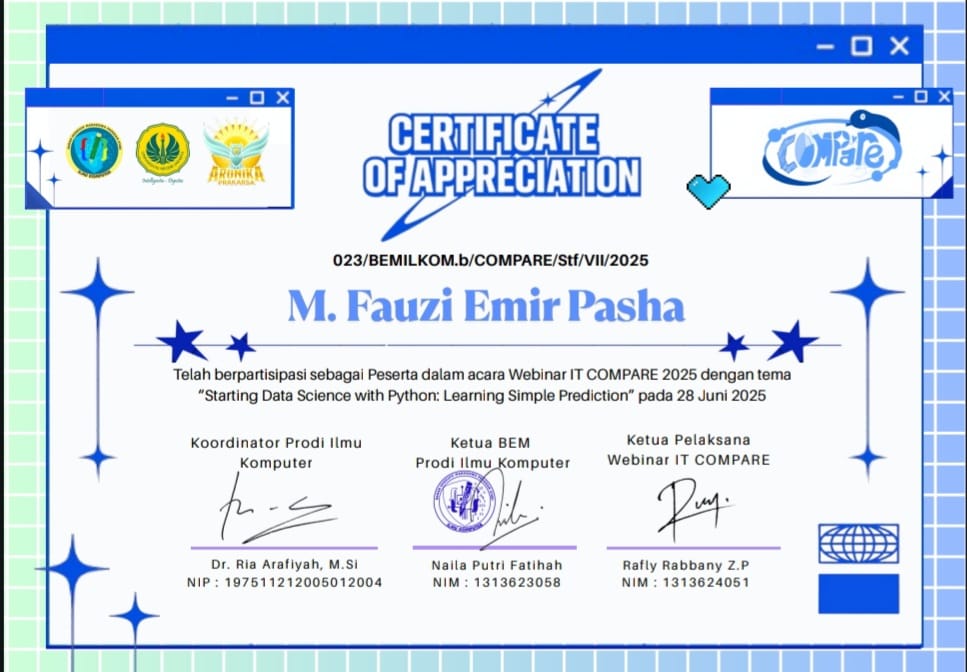 COMPaRe
ARONIKA
PRAKARSA
CERTIFICATE
OF APPRECIATION
023/BEMILKOM.b/COMPARE/Stf/VII/2025
M. Fauzi Emir Pasha
Telah berpartisipasi sebagai Peserta dalam acara Webinar IT COMPARE 2025 dengan tema
“Starting Data Science with Python: Learning Simple Prediction” pada 28 Juni 2025
Koordinator Prodi Ilmu
Komputer
Dr. Ria Arafiyah, M.Si
NIP : 197511212005012004
Ketua BEM
Prodi Ilmu Komputer
ILMU KOMPUTER
Naila Putri Fatihah
NIM : 1313623058
Ketua Pelaksana
Webinar IT COMPARE
Rafly Rabbany Z.P
NIM : 1313624051